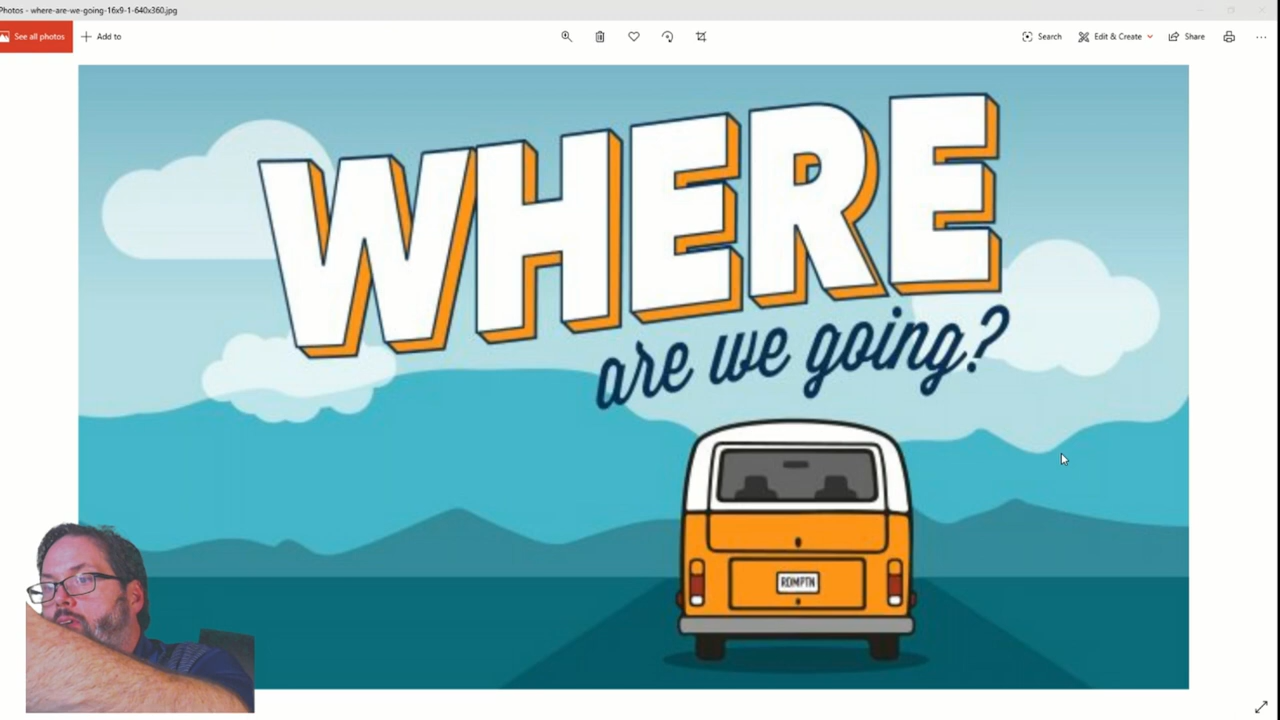 Photos - where-are-we-going-16x9-1-640x360.jpg
See all photos
Add to
Search
Edit & Create
Share
WHERE
are we going?
RDMPTN